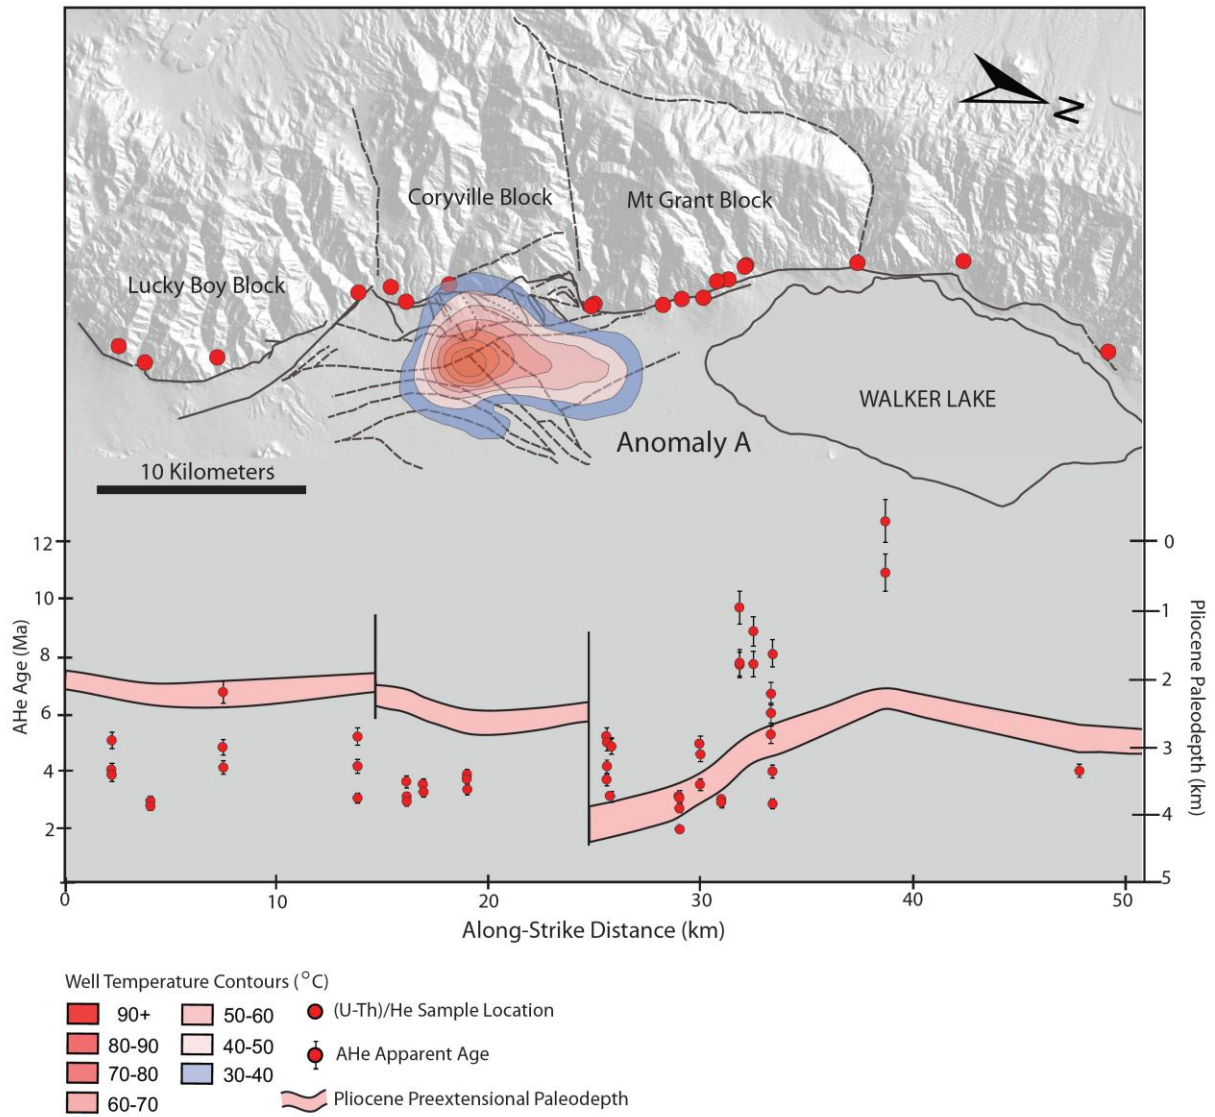 N
Coryville Block
Mt Grant Block
Lucky Boy Block
WALKER LAKE
Anomaly A
10 Kilometers
12
10
8
6
4
2
AHe Age (Ma)
0
1
2
3
4
5
Pliocene Paleodepth (km)
0
10
20
30
40
50
Along-Strike Distance (km)
Well Temperature Contours (°C)
90+
80-90
70-80
60-70
50-60
40-50
30-40
(U-Th)/He Sample Location
AHe Apparent Age
Pliocene Preextensional Paleodepth